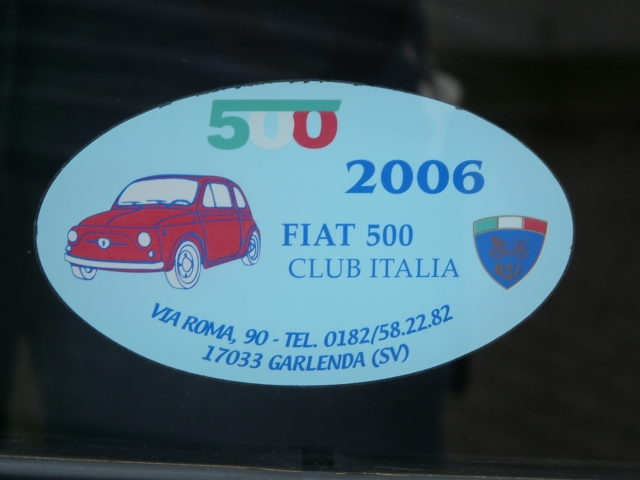 500
2006
FIAT 500
CLUB ITALIA
VIA ROMA, 90 - TEL. 0182/58.22.82
17033 GARLENDA (SV)